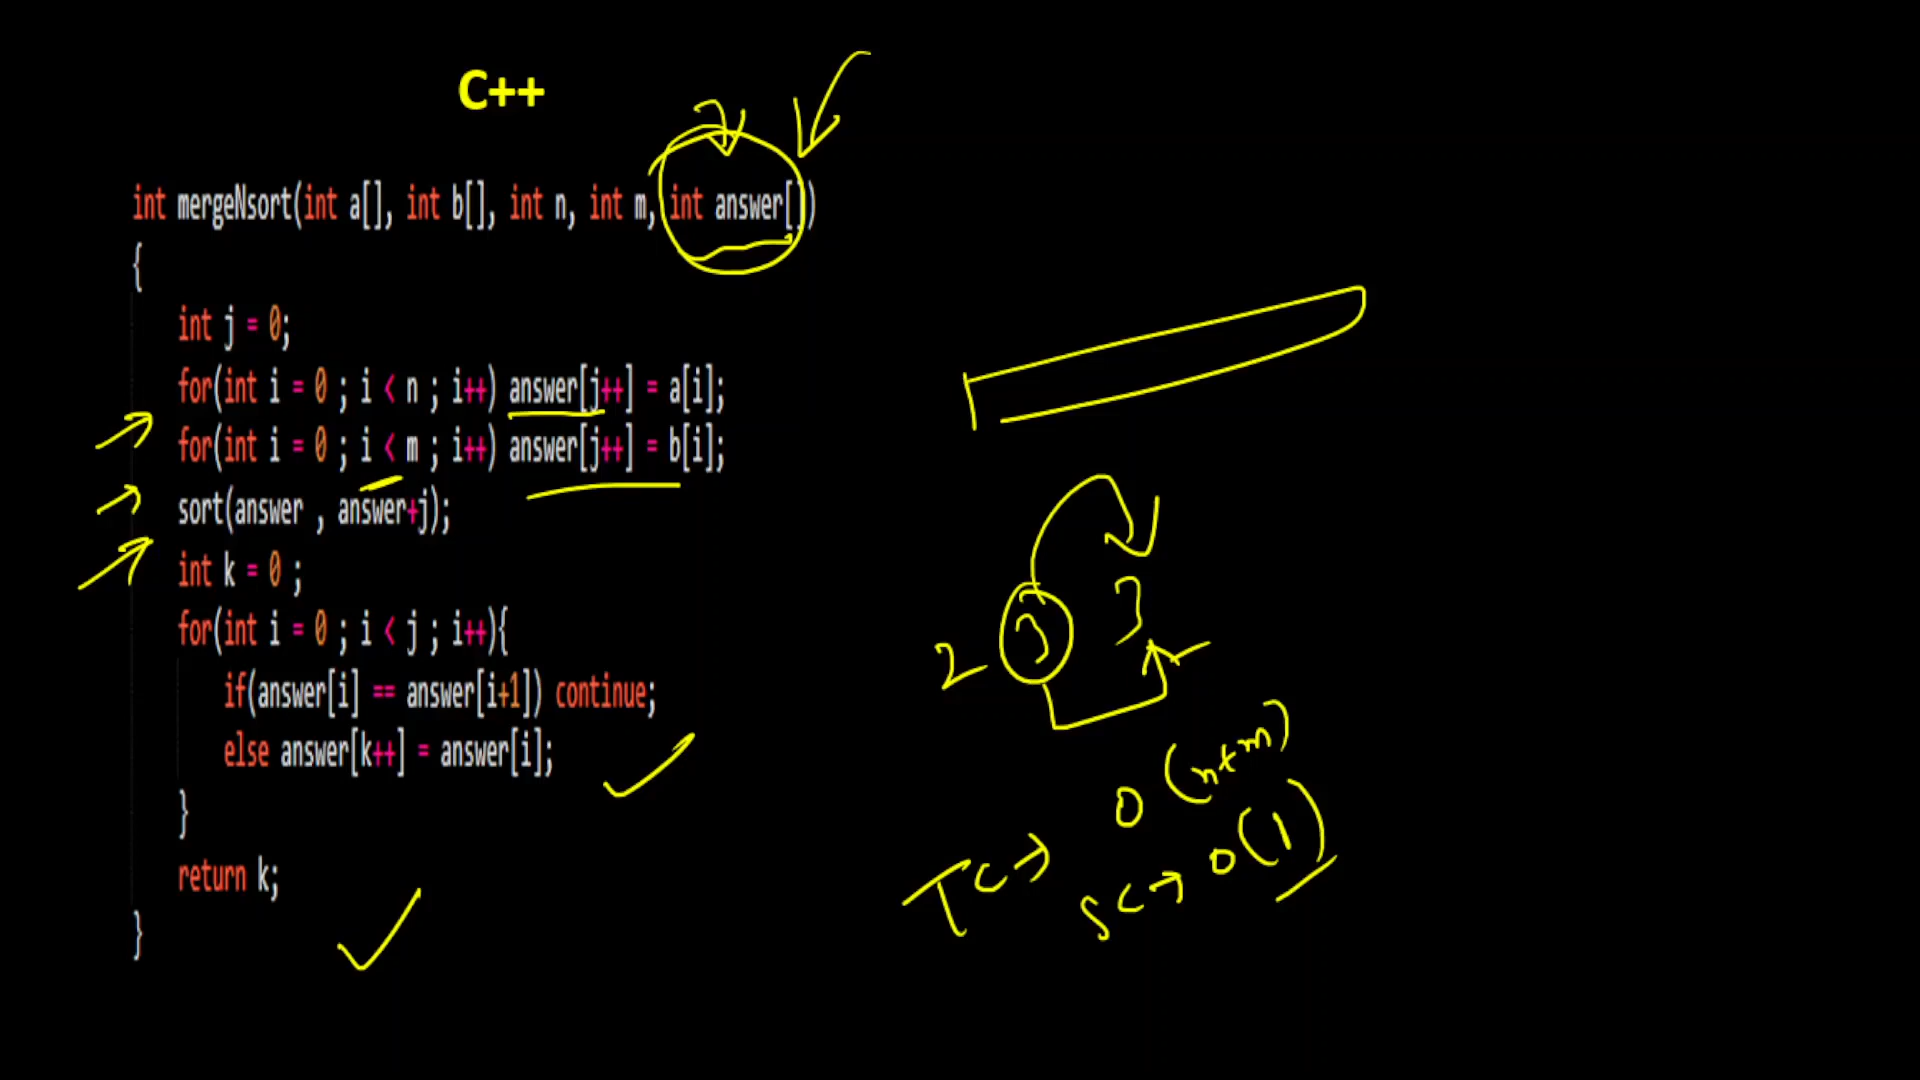 C++
int mergeNsort(int a[], int b[], int n, int m, int answer[])
{
int j = 0;
for(int i = 0 ; i < n ; i++) answer[j++] = a[i];
for(int i = 0 ; i < m ; i++) answer[j++] = b[i];
sort(answer , answer+j);
int k = 0 ;
for(int i = 0 ; i < j ; i++){
if(answer[i] == answer[i+1]) continue;
else answer[k++] = answer[i];
}
return k;
}
2 3 3
TC→ O(n+m)
SC→ O(1)